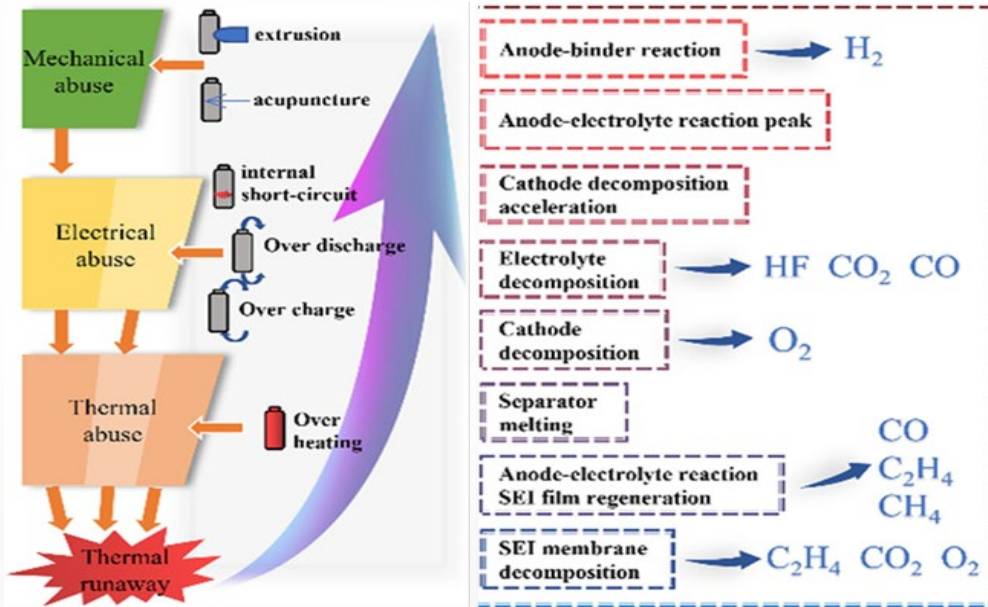 Mechanical
abuse
extrusion
acupuncture
Electrical
abuse
internal
short-circuit
Over discharge
Over charge
Thermal
abuse
Over
heating
Thermal
runaway
Anode-binder reaction
H₂
Anode-electrolyte reaction peak
Cathode decomposition
acceleration
Electrolyte
decomposition
HF CO₂ CO
Cathode
decomposition
O₂
Separator
melting
Anode-electrolyte reaction
SEI film regeneration
CO
C₂H₄
CH₄
SEI membrane
decomposition
C₂H₄ CO₂ O₂